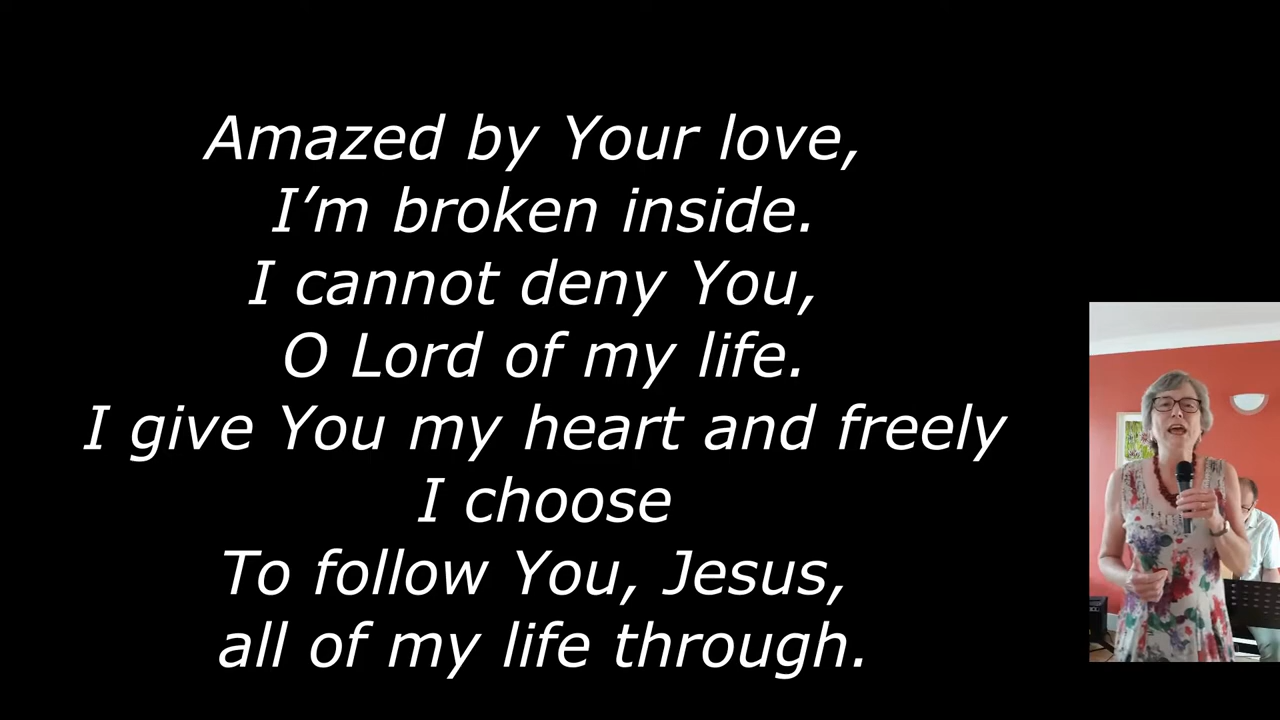 Amazed by Your love,
I’m broken inside.
I cannot deny You,
O Lord of my life.
I give You my heart and freely
I choose
To follow You, Jesus,
all of my life through.